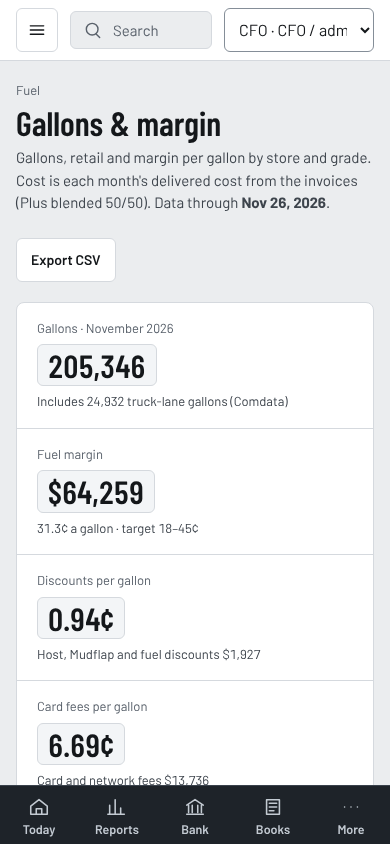 Search
CFO · CFO / adm
Fuel
Gallons & margin
Gallons, retail and margin per gallon by store and grade.
Cost is each month's delivered cost from the invoices
(Plus blended 50/50). Data through Nov 26, 2026.
Export CSV
Gallons · November 2026
205,346
Includes 24,932 truck-lane gallons (Comdata)
Fuel margin
$64,259
31.3¢ a gallon · target 18–45¢
Discounts per gallon
0.94¢
Host, Mudflap and fuel discounts $1,927
Card fees per gallon
6.69¢
Card and network fees $13,736
Today
Reports
Bank
Books
More